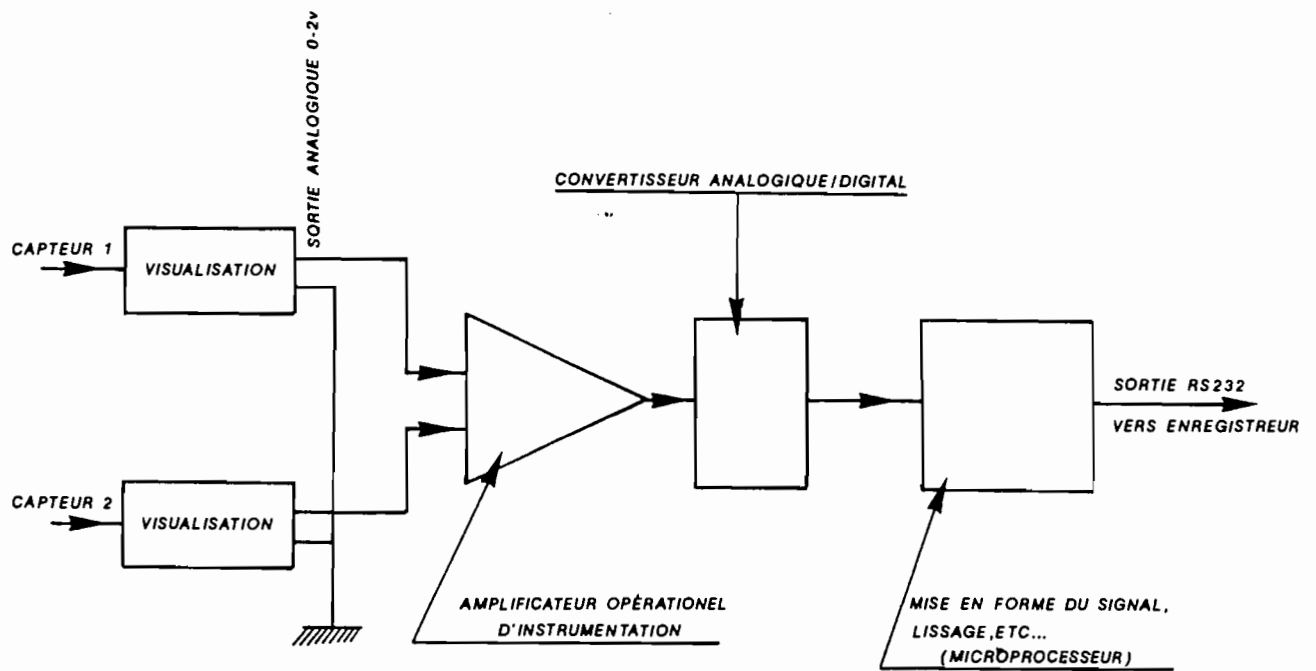 SORTIE ANALOGIQUE 0-2v
CONVERTISSEUR ANALOGIQUE/DIGITAL
CAPTEUR 1
VISUALISATION
SORTIE RS232
VERS ENREGISTREUR
CAPTEUR 2
VISUALISATION
AMPLIFICATEUR OPÉRATIONEL
D'INSTRUMENTATION
MISE EN FORME DU SIGNAL,
LISSAGE,ETC...
(MICROPROCESSEUR)